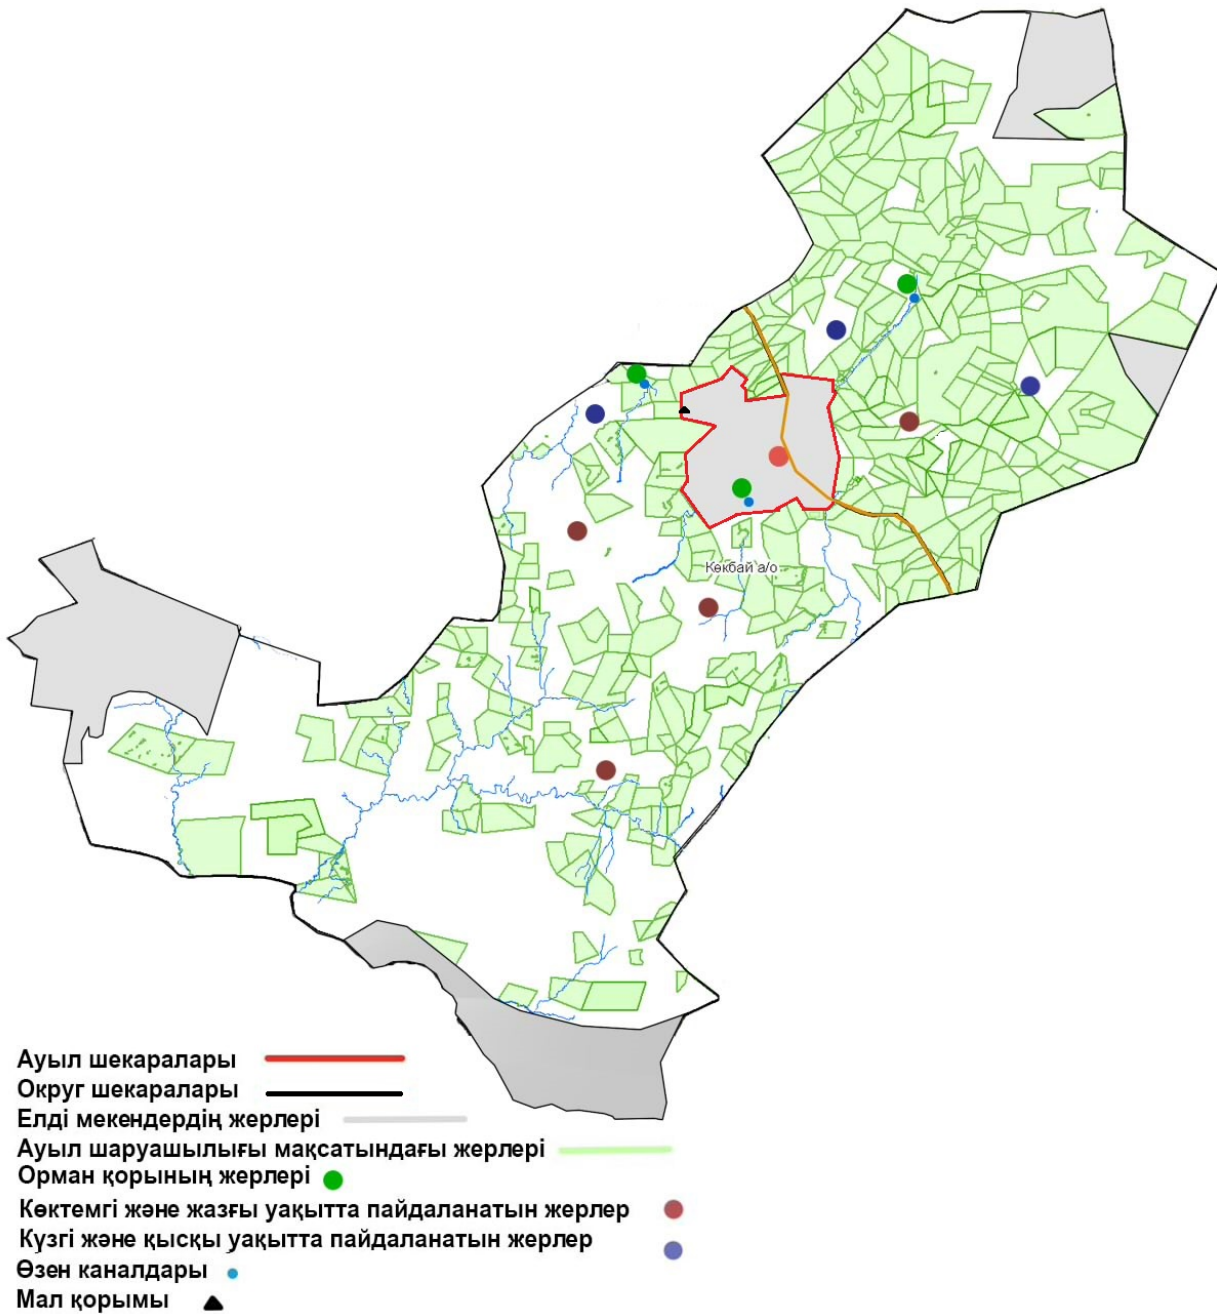 Көкбай а/о
Ауыл шекаралары
Округ шекаралары
Елді мекендердің жерлері
Ауыл шаруашылығы мақсатындағы жерлері
Орман қорының жерлері
Көктемгі және жазғы уақытта пайдаланатын жерлер
Күзгі және қысқы уақытта пайдаланатын жерлер
Өзен каналдары
Мал қорымы